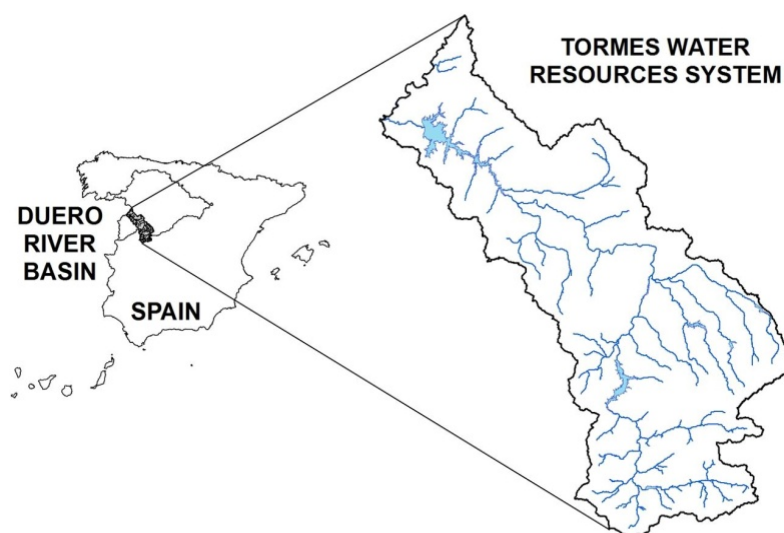 TORMES WATER
RESOURCES SYSTEM
DUERO
RIVER
BASIN
SPAIN